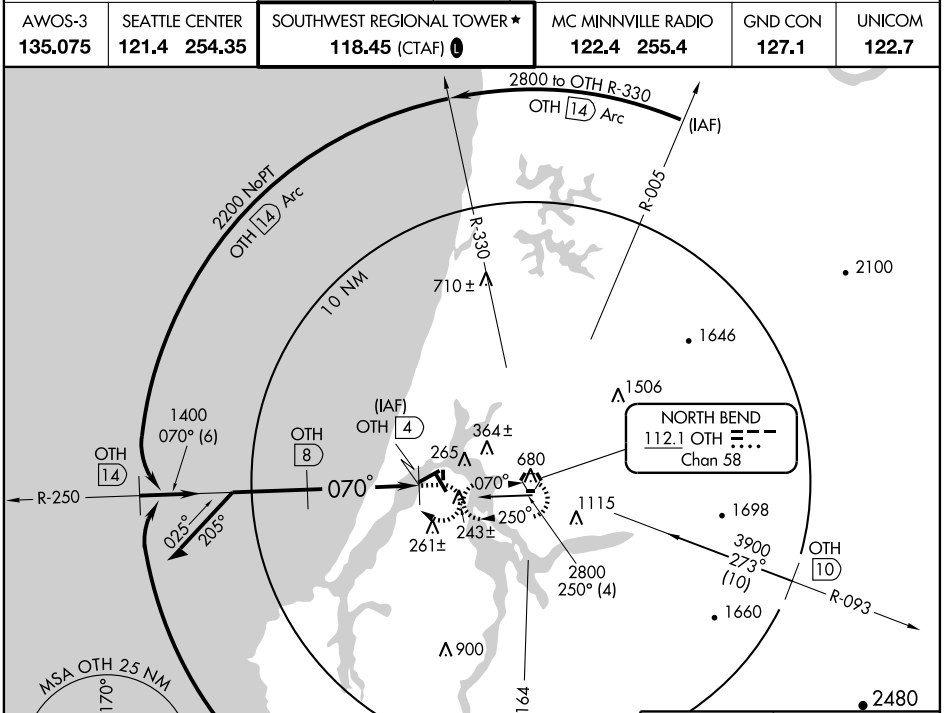 AWOS-3
135.075
SEATTLE CENTER
121.4 254.35
SOUTHWEST REGIONAL TOWER ★
118.45 (CTAF) L
MC MINNVILLE RADIO
122.4 255.4
GND CON
127.1
UNICOM
122.7
2800 to OTH R-330
OTH 14 Arc
(IAF)
2200 NoPT
OTH 14 Arc
R-330
R-005
10 NM
710 ±
2100
1646
1506
(IAF)
OTH 4
364 ±
265
680
NORTH BEND
112.1 OTH
Chan 58
1400
070° (6)
OTH
14
OTH
8
R-250
070°
070°
250°
025°
205°
261±
243±
1115
1698
2800
250° (4)
3900
273°
(10)
OTH
10
R-093
1660
900
164
MSA OTH 25 NM
170°
2480